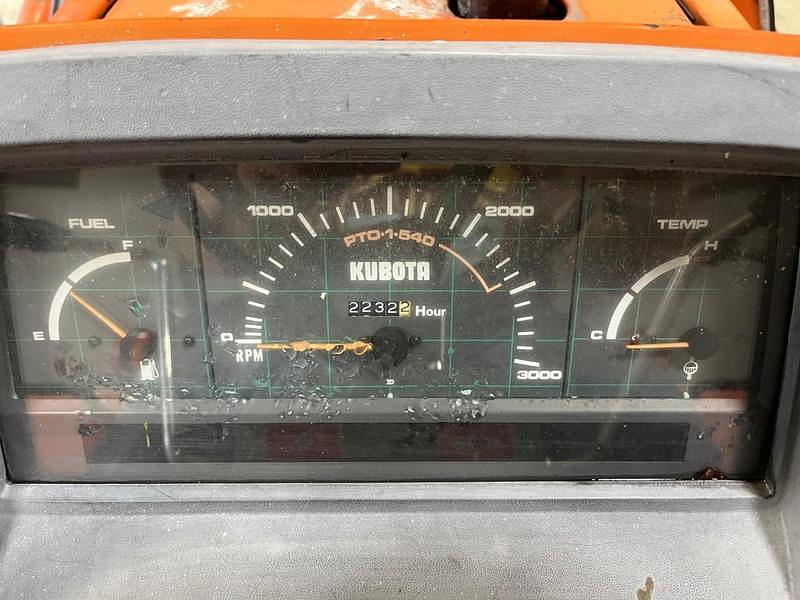 FUEL
F
E
1000
2000
PTO·1·540
KUBOTA
22322 Hour
0
RPM
3000
TEMP
H
C